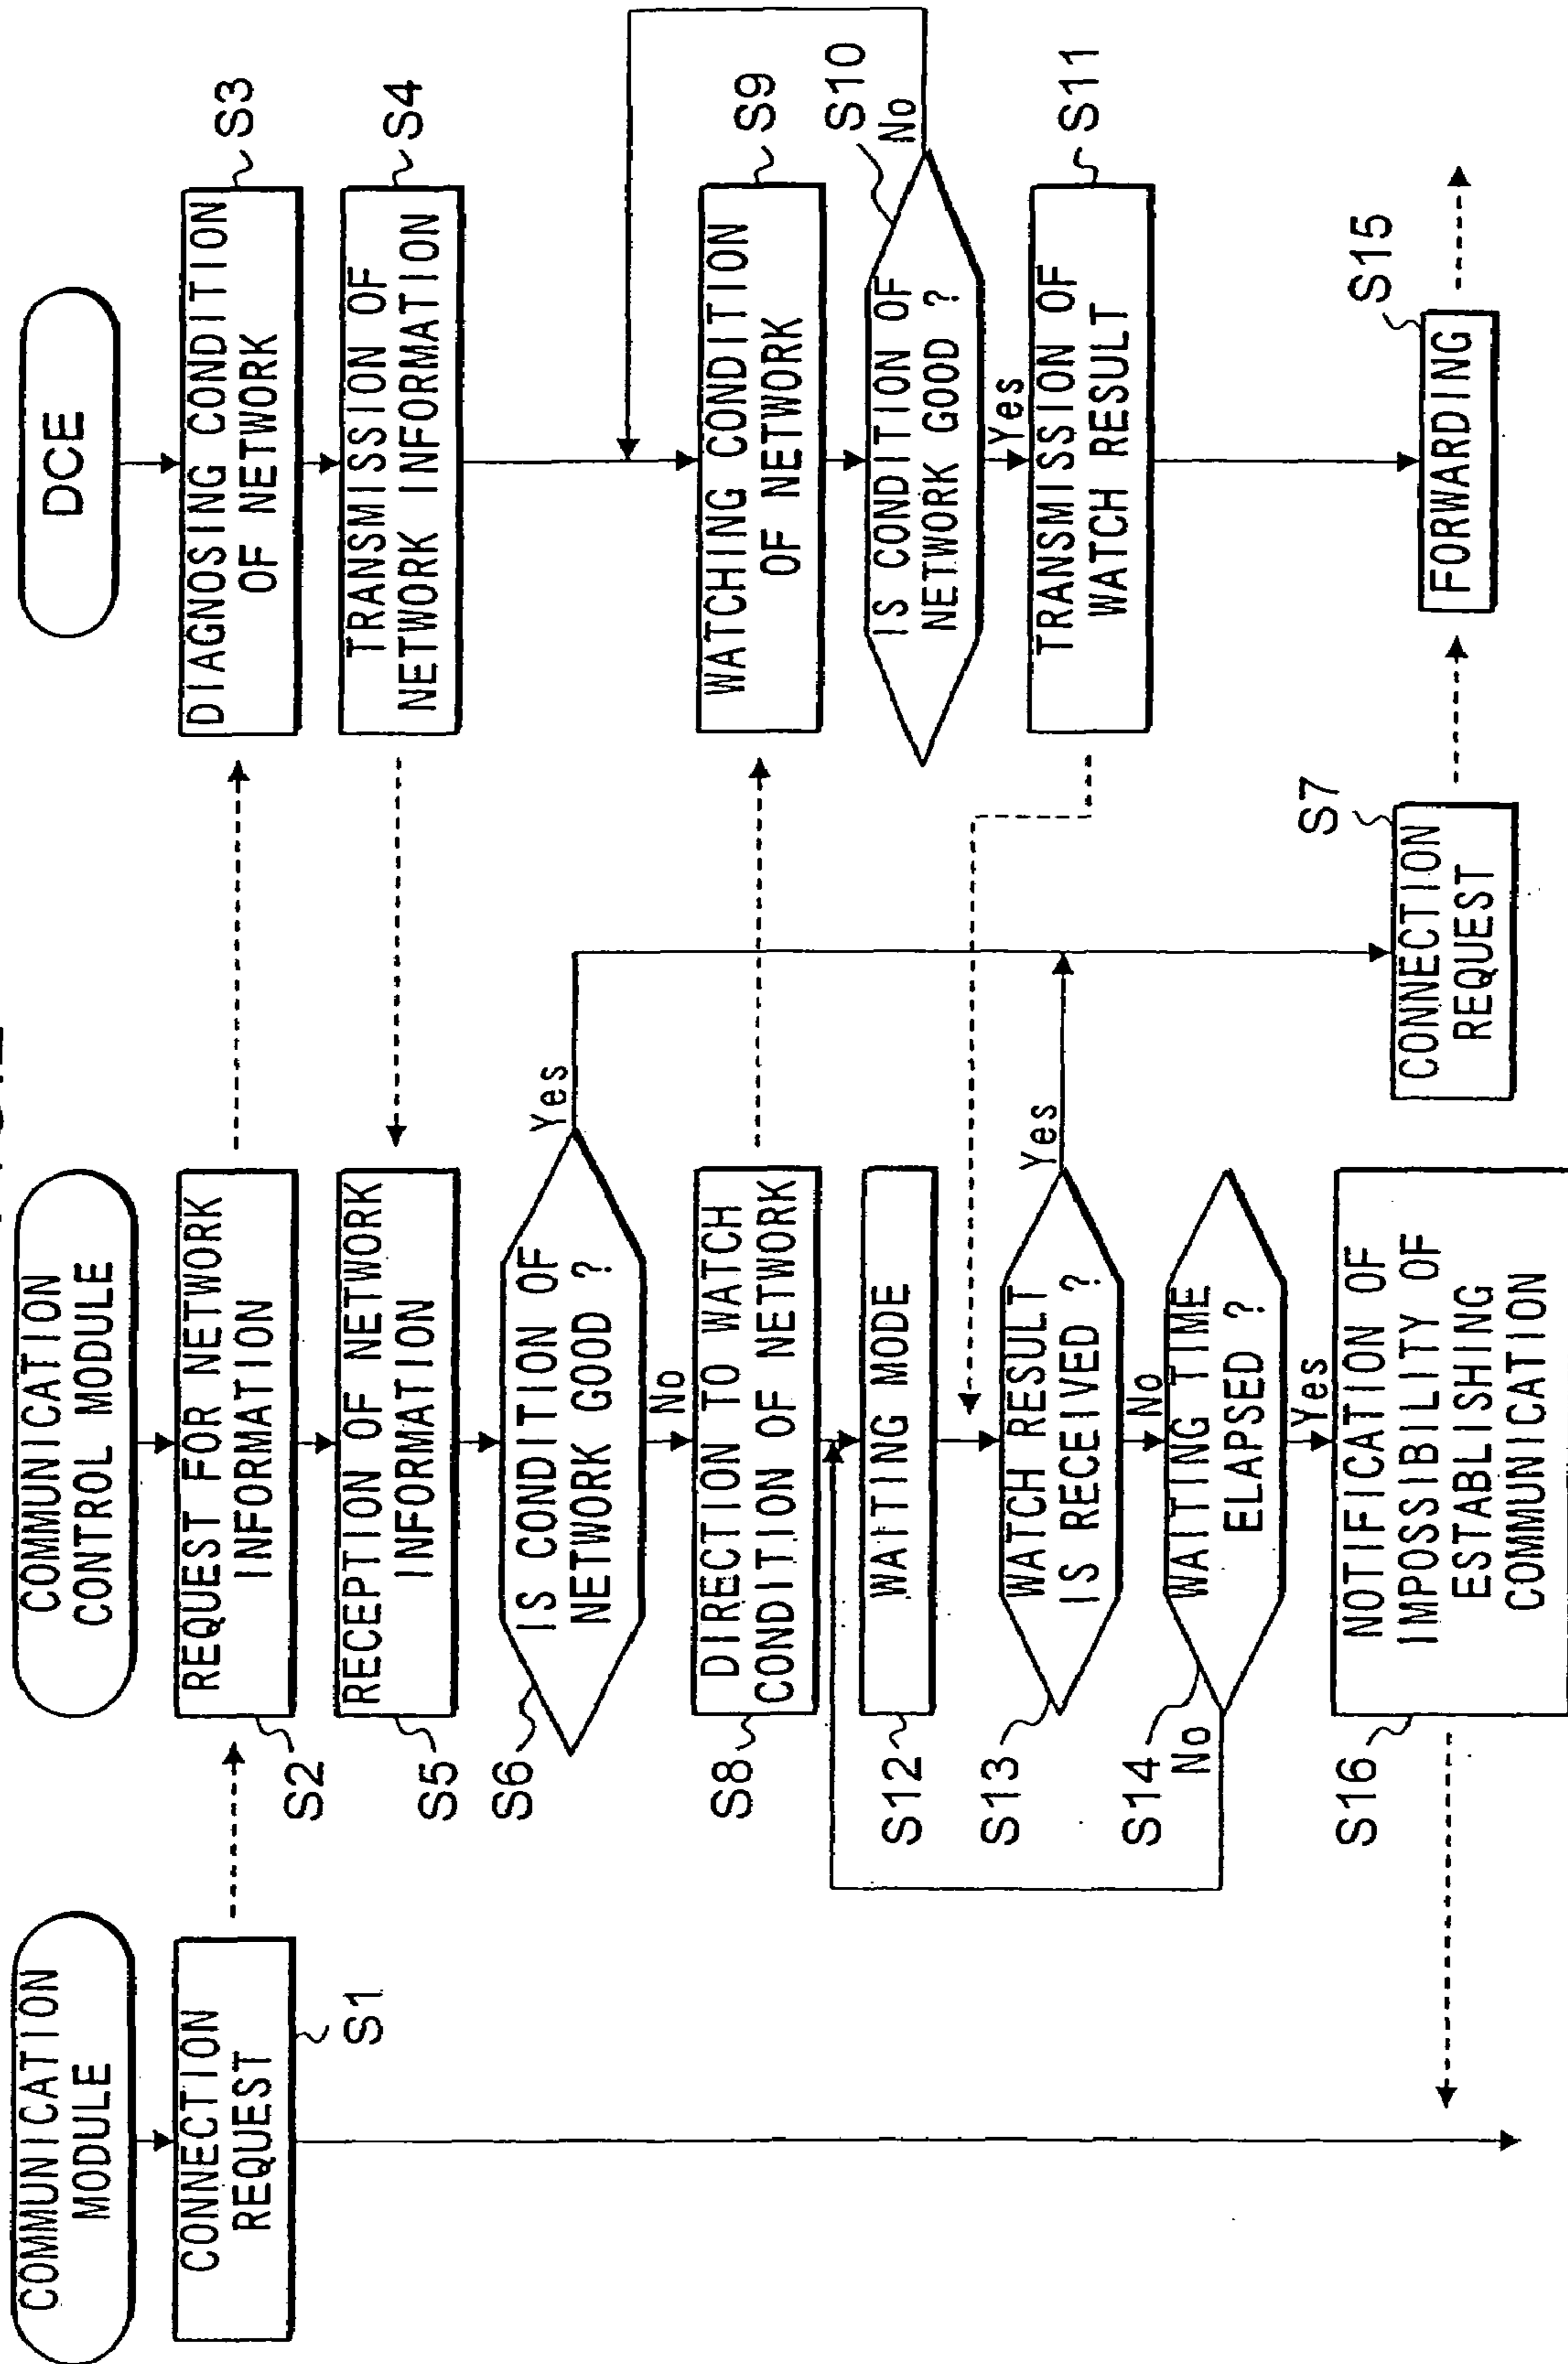 COMMUNICATION
MODULE
CONNECTION
REQUEST
S1
COMMUNICATION
CONTROL MODULE
REQUEST FOR NETWORK
INFORMATION
S2
RECEPTION OF NETWORK
INFORMATION
S5
IS CONDITION OF
NETWORK GOOD ?
S6
Yes
No
DIRECTION TO WATCH
CONDITION OF NETWORK
S8
WAITING MODE
S12
WATCH RESULT
IS RECEIVED ?
S13
Yes
No
WAITING TIME
ELAPSED ?
S14
No
Yes
NOTIFICATION OF
IMPOSSIBILITY OF
ESTABLISHING
COMMUNICATION
S16
CONNECTION
REQUEST
S7
DCE
DIAGNOSING CONDITION
OF NETWORK
S3
TRANSMISSION OF
NETWORK INFORMATION
S4
WATCHING CONDITION
OF NETWORK
S9
IS CONDITION OF
NETWORK GOOD ?
S10
No
Yes
TRANSMISSION OF
WATCH RESULT
S11
FORWARDING
S15